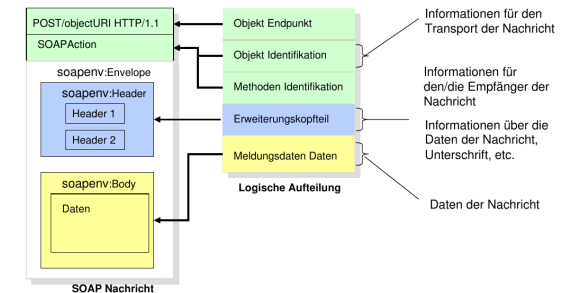 POST/objectURI HTTP/1.1
SOAPAction
soapenv:Envelope
soapenv:Header
Header 1
Header 2
soapenv:Body
Daten
SOAP Nachricht
Objekt Endpunkt
Objekt Identifikation
Methoden Identifikation
Erweiterungskopfteil
Meldungsdaten Daten
Logische Aufteilung
Informationen für den
Transport der Nachricht
Informationen für
den/die Empfänger der
Nachricht
Informationen über die
Daten der Nachricht,
Unterschrift, etc.
Daten der Nachricht